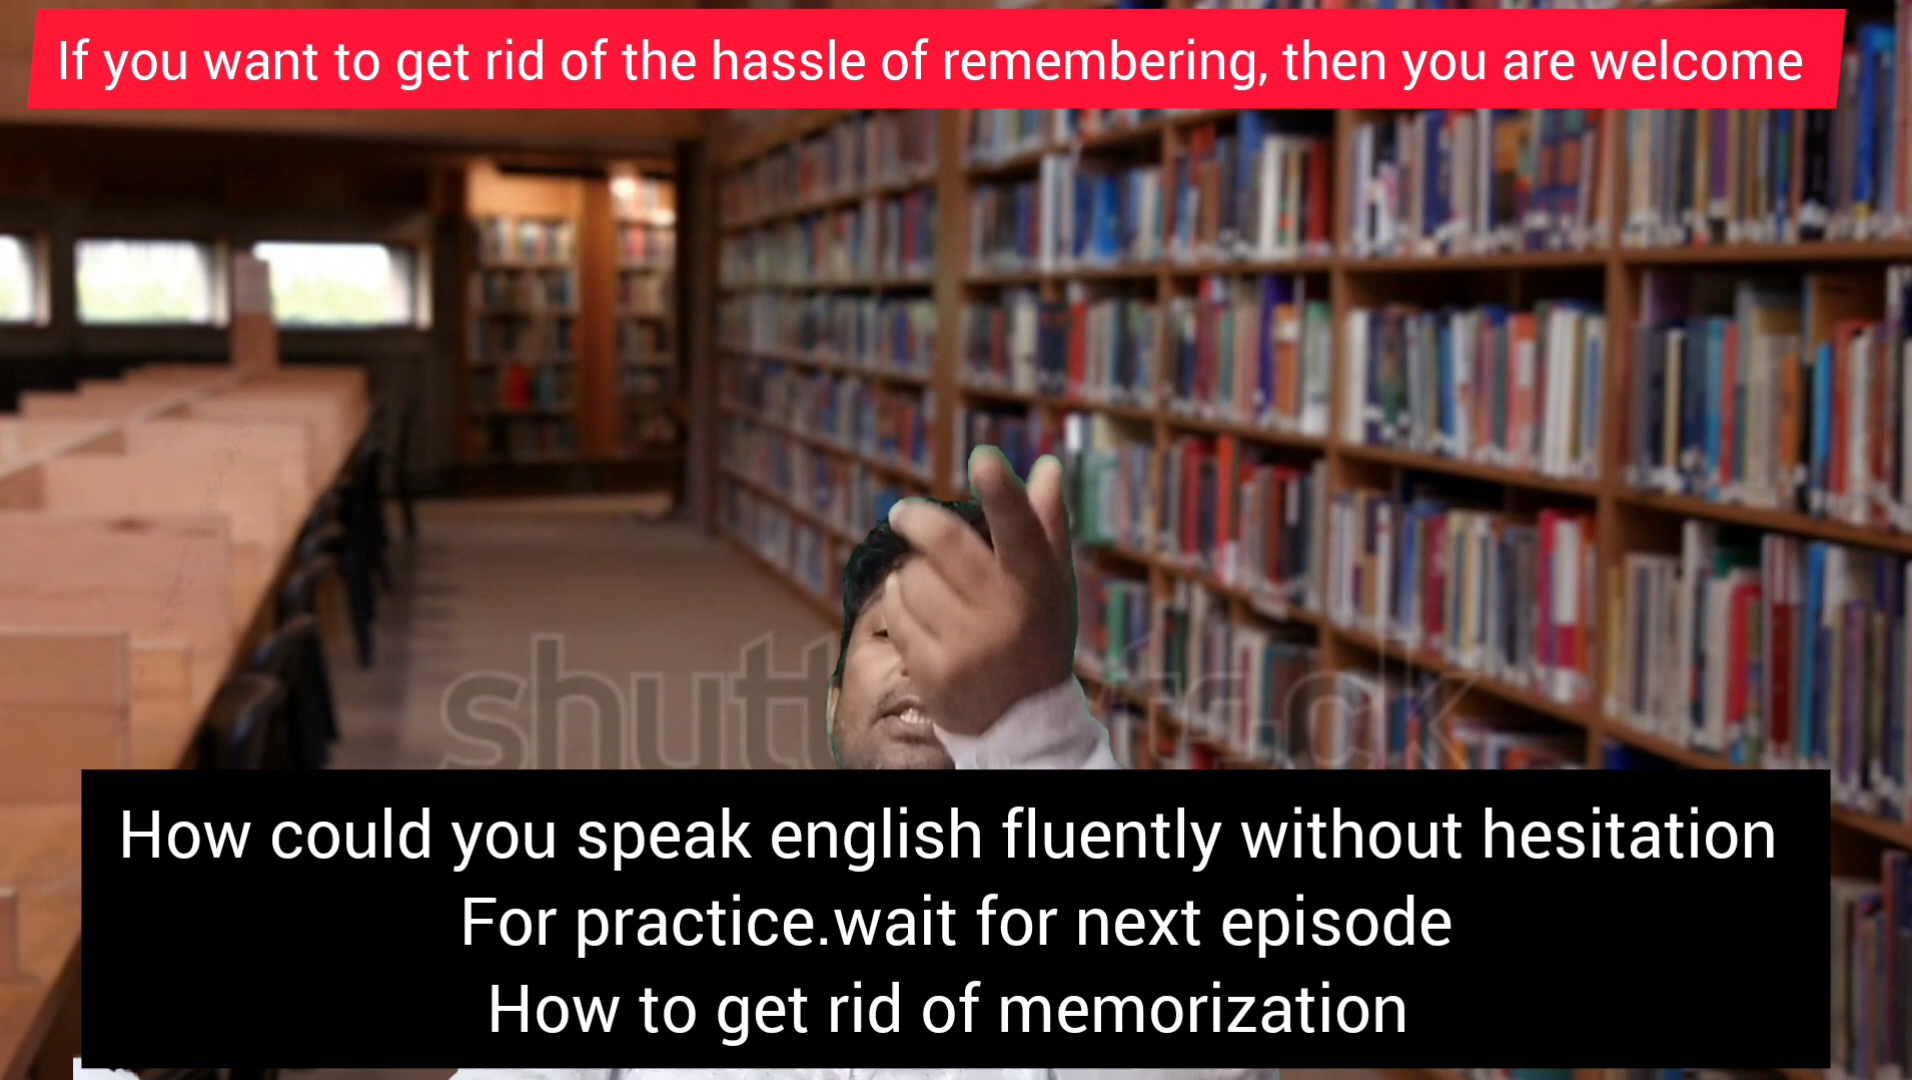 If you want to get rid of the hassle of remembering, then you are welcome
shutt
How could you speak english fluently without hesitation
For practice.wait for next episode
How to get rid of memorization